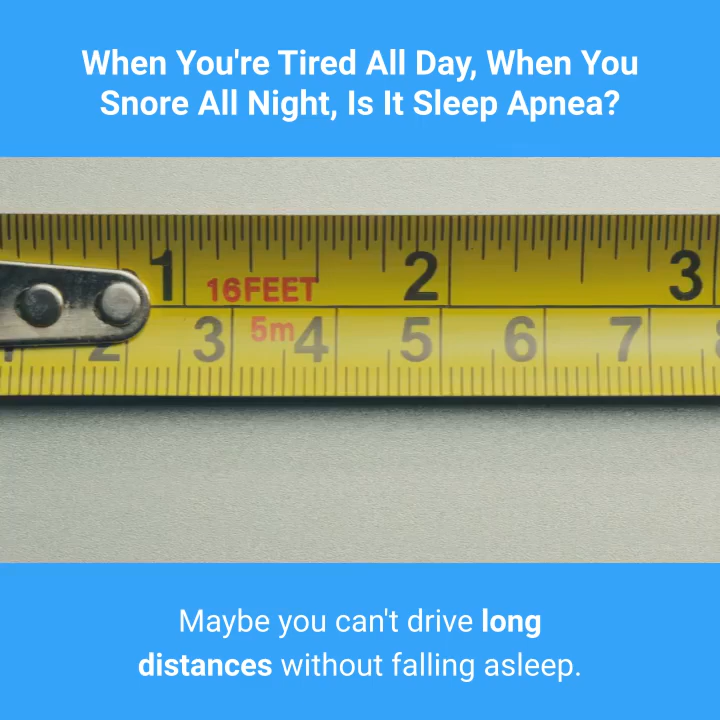 When You're Tired All Day, When You
Snore All Night, Is It Sleep Apnea?
1 2 3
16FEET
5m
2 3 4 5 6 7
Maybe you can't drive long
distances without falling asleep.